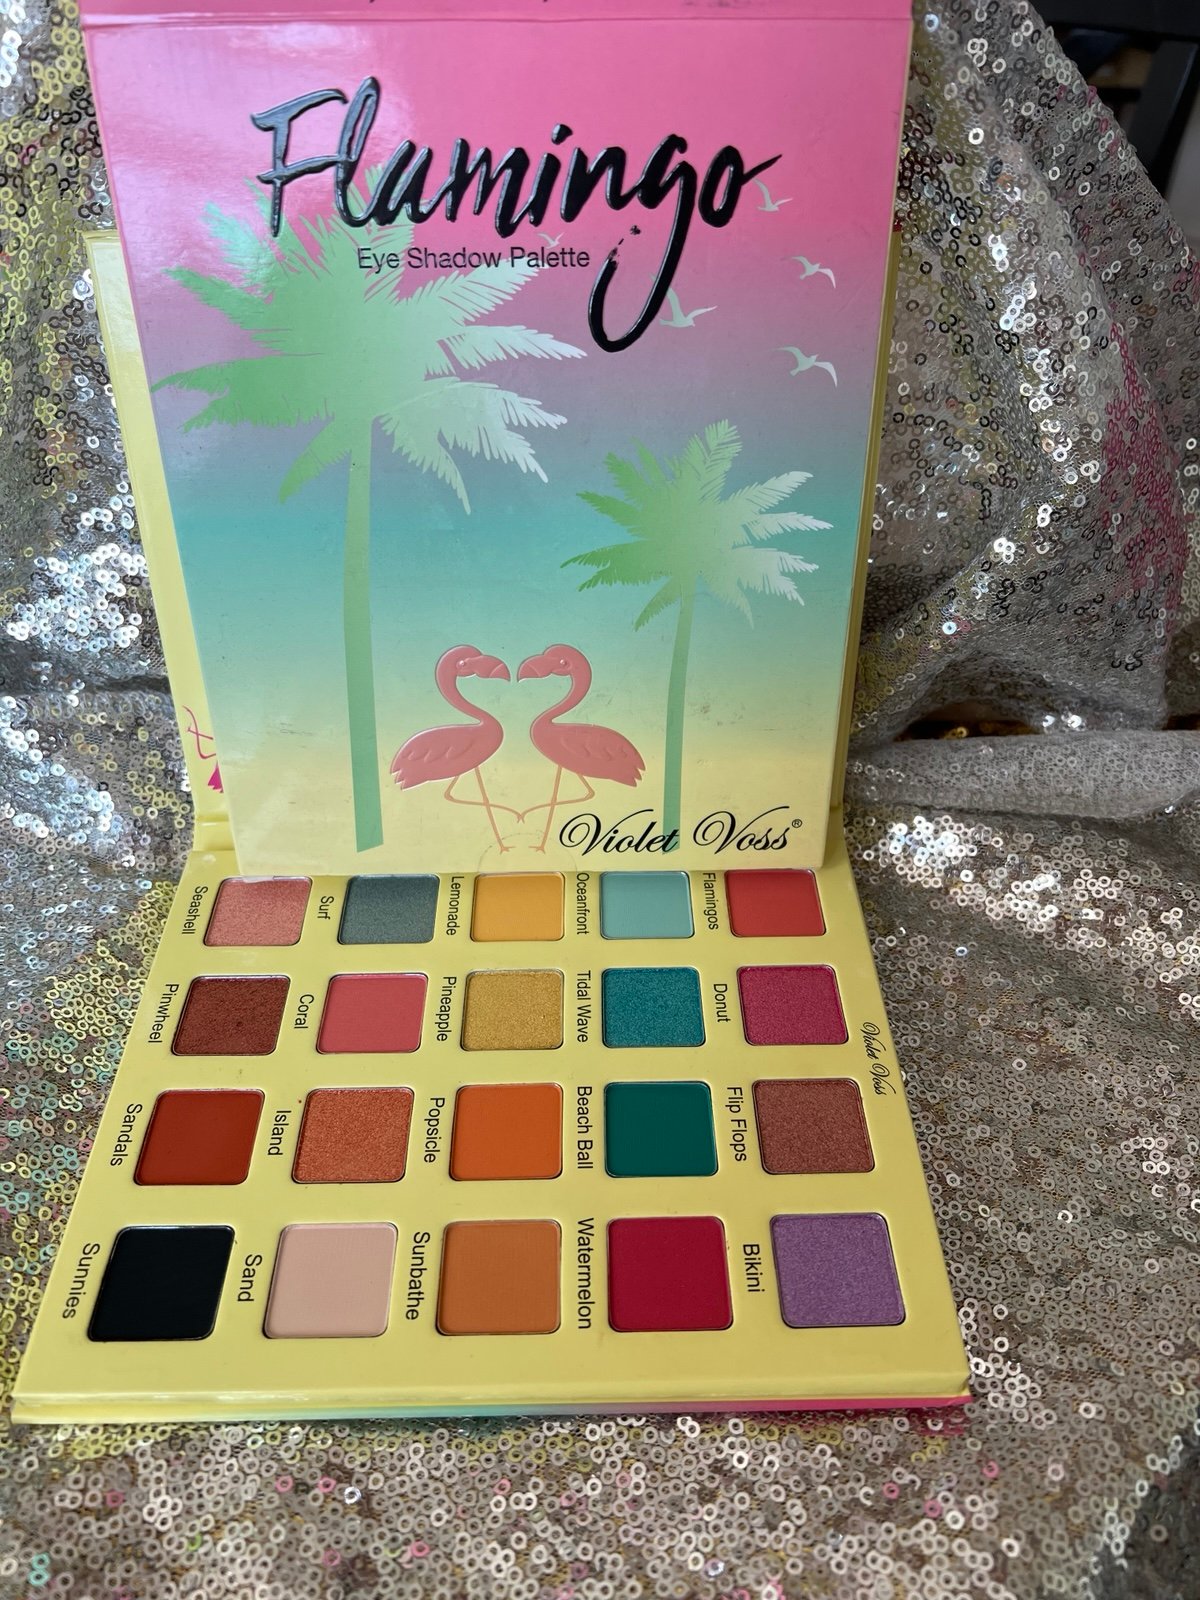 Flamingo
Eye Shadow Palette
Violet Voss®
Seashell
Surf
Lemonade
Oceanfront
Flamingos
Pinwheel
Coral
Pineapple
Tidal Wave
Donut
Violet Voss
Sandals
Island
Popsicle
Beach Ball
Flip Flops
Sunnies
Sand
Sunbathe
Watermelon
Bikini